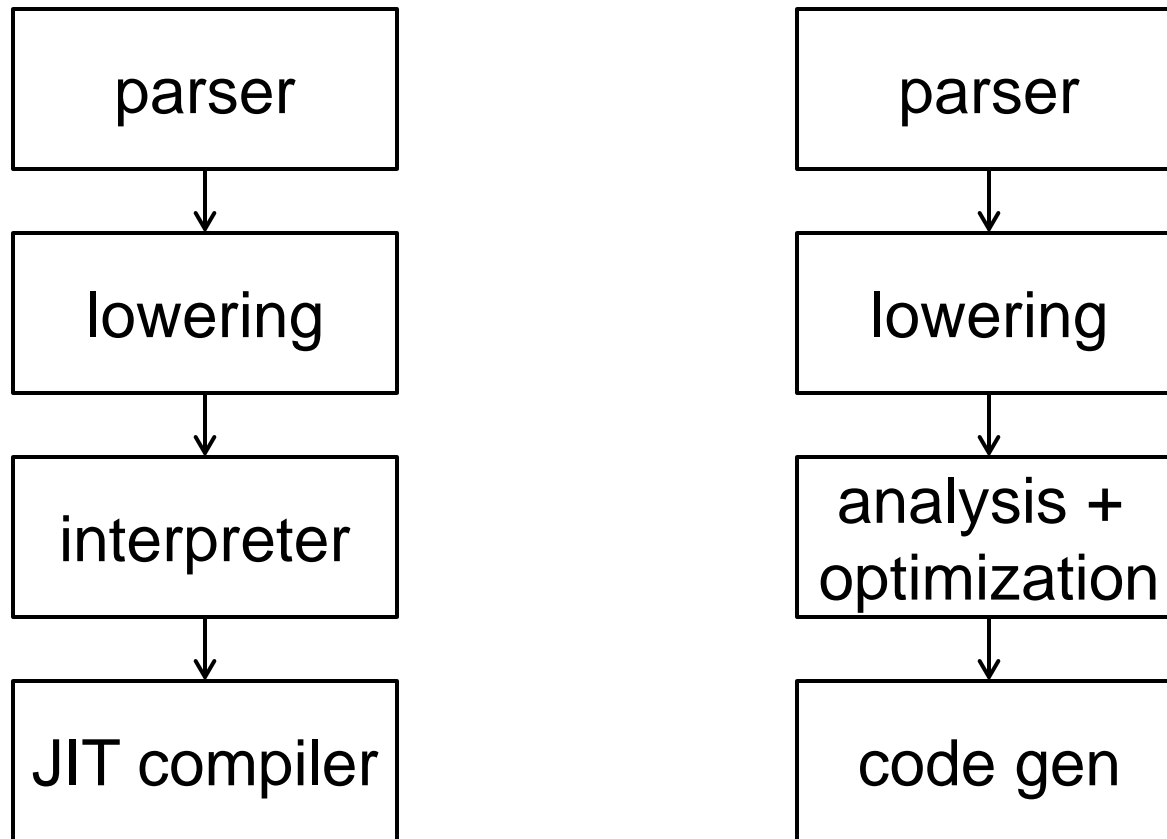 parser
lowering
interpreter
JIT compiler
parser
lowering
analysis +
optimization
code gen